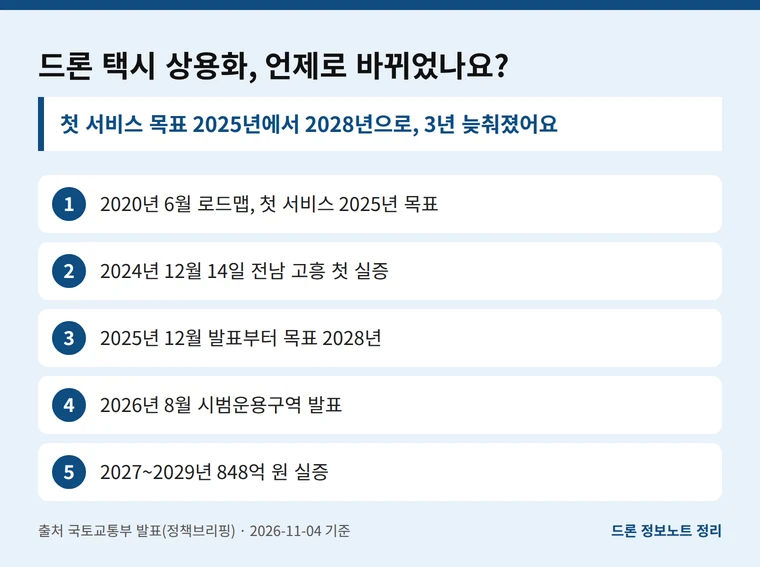 드론 택시 상용화, 언제로 바뀌었나요?
첫 서비스 목표 2025년에서 2028년으로, 3년 늦춰졌어요
1 2020년 6월 로드맵, 첫 서비스 2025년 목표
2 2024년 12월 14일 전남 고흥 첫 실증
3 2025년 12월 발표부터 목표 2028년
4 2026년 8월 시범운용구역 발표
5 2027~2029년 848억 원 실증
출처 국토교통부 발표(정책브리핑) · 2026-11-04 기준
드론 정보노트 정리